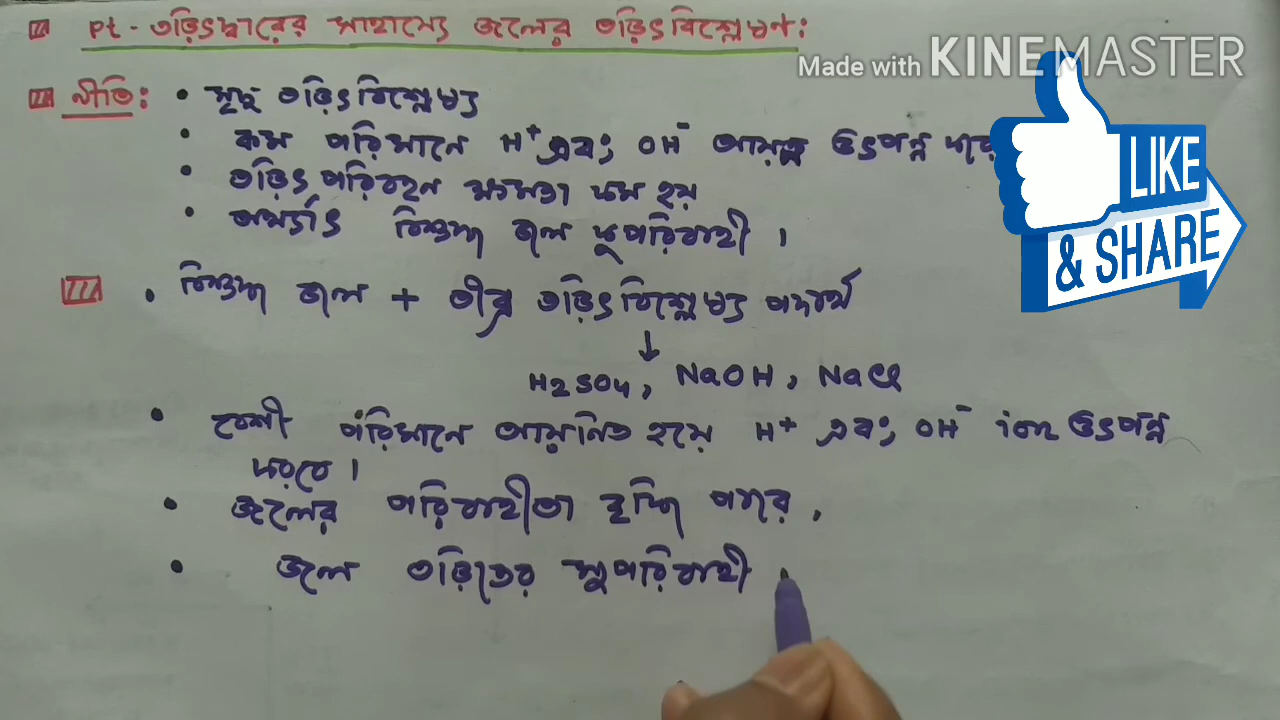 Pt - তড়িৎদ্বারের সাহায্যে জলের তড়িৎবিশ্লেষণ:
Made with KINEMASTER
নীতি: • মৃদু তড়িৎবিশ্লেষ্য
• কম পরিমানে H+ এবং OH- আয়ন উৎপন্ন করে
• তড়িৎ পরিবহন ক্ষমতা কম হয়
• অর্থাৎ বিশুদ্ধ জল কুপরিবাহী ।
LIKE
& SHARE
• বিশুদ্ধ জল + তীব্র তড়িৎবিশ্লেষ্য পদার্থ
↓
H2SO4, NaOH, NaCl
• বেশী পরিমানে আয়নিত হয়ে H+ এবং OH- ion উৎপন্ন
করবে ।
• জলের পরিবাহীতা বৃদ্ধি পাবে ,
• জল তড়িতের সুপরিবাহী